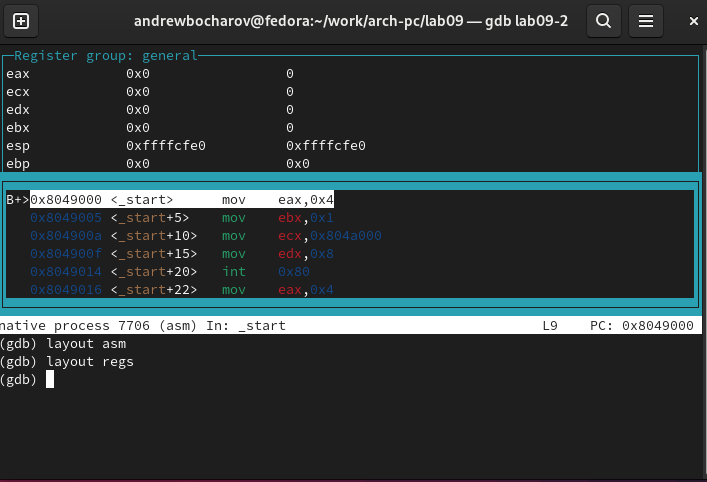 andrewbocharov@fedora:~/work/arch-pc/lab09 — gdb lab09-2
Register group: general
eax 0x0 0
ecx 0x0 0
edx 0x0 0
ebx 0x0 0
esp 0xffffcfe0 0xffffcfe0
ebp 0x0 0x0
B+>0x8049000 <_start> mov eax,0x4
0x8049005 <_start+5> mov ebx,0x1
0x804900a <_start+10> mov ecx,0x804a000
0x804900f <_start+15> mov edx,0x8
0x8049014 <_start+20> int 0x80
0x8049016 <_start+22> mov eax,0x4
native process 7706 (asm) In: _start L9 PC: 0x8049000
(gdb) layout asm
(gdb) layout regs
(gdb)